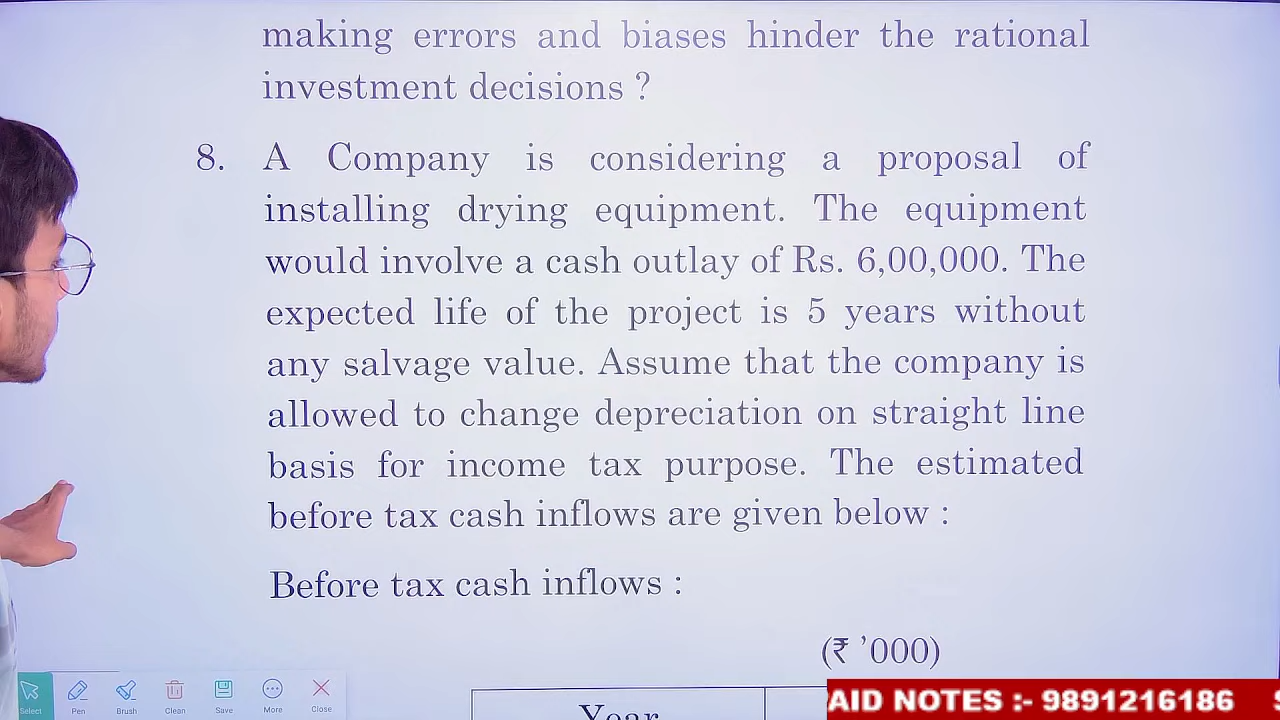 making errors and biases hinder the rational
investment decisions ?
8. A Company is considering a proposal of
installing drying equipment. The equipment
would involve a cash outlay of Rs. 6,00,000. The
expected life of the project is 5 years without
any salvage value. Assume that the company is
allowed to change depreciation on straight line
basis for income tax purpose. The estimated
before tax cash inflows are given below :
Before tax cash inflows :
(₹ ’000)
Year
Select Pen Brush Clean Save More Close
AID NOTES :- 9891216186 S